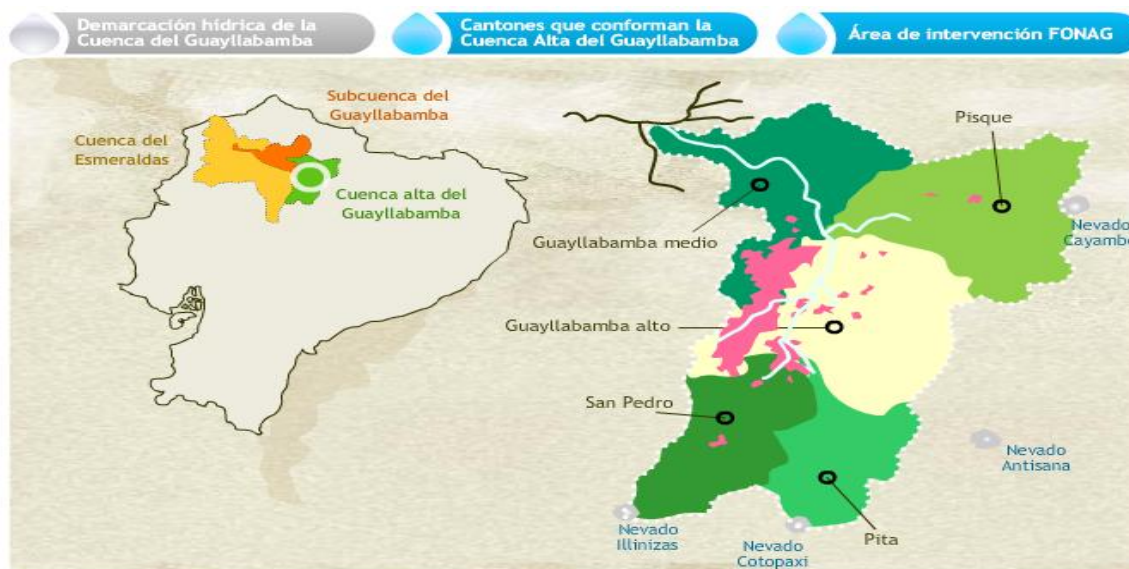 Demarcación hídrica de la
Cuenca del Guayllabamba
Cantones que conforman la
Cuenca Alta del Guayllabamba
Área de intervención FONAG
Subcuenca del
Guayllabamba
Cuenca del
Esmeraldas
Cuenca alta del
Guayllabamba
Pisque
Nevado
Cayambe
Guayllabamba medio
Guayllabamba alto
San Pedro
Nevado
Antisana
Nevado
Illinizas
Nevado
Cotopaxi
Pita